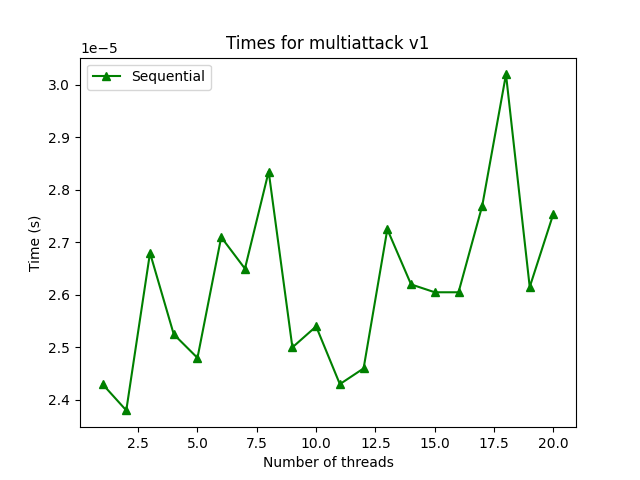 Times for multiattack v1
1e−5
Sequential
3.0
2.9
2.8
2.7
2.6
2.5
2.4
Time (s)
2.5 5.0 7.5 10.0 12.5 15.0 17.5 20.0
Number of threads